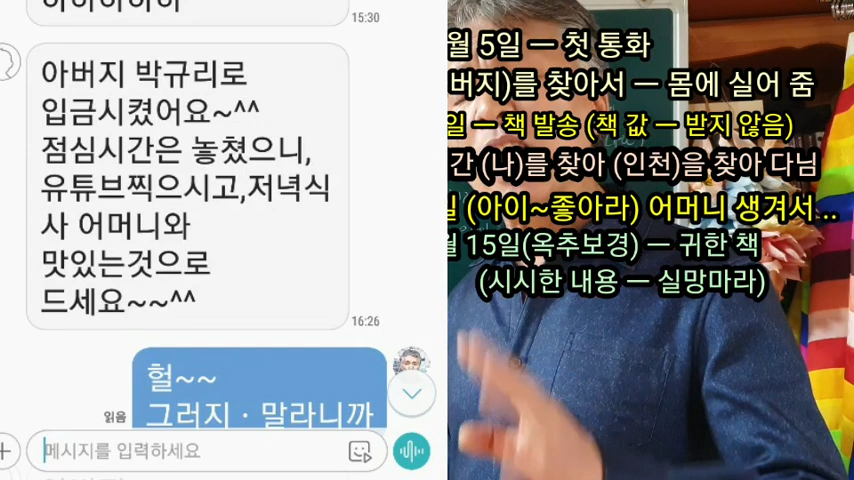 15:30
아버지 박규리로
입금시켰어요~^^
점심시간은 놓쳤으니,
유튜브찍으시고,저녁식
사 어머니와
맛있는것으로
드세요~~^^
16:26
헐~~
읽음
그러지 · 말라니까
메시지를 입력하세요
월 5일 ㅡ 첫 통화
버지)를 찾아서 ㅡ 몸에 실어 줌
일 ㅡ 책 발송 (책 값 ㅡ 받지 않음)
간 (나)를 찾아 (인천)을 찾아 다님
일 (아이~좋아라) 어머니 생겨서...
월 15일(옥추보경) ㅡ 귀한 책
(시시한 내용 ㅡ 실망마라)